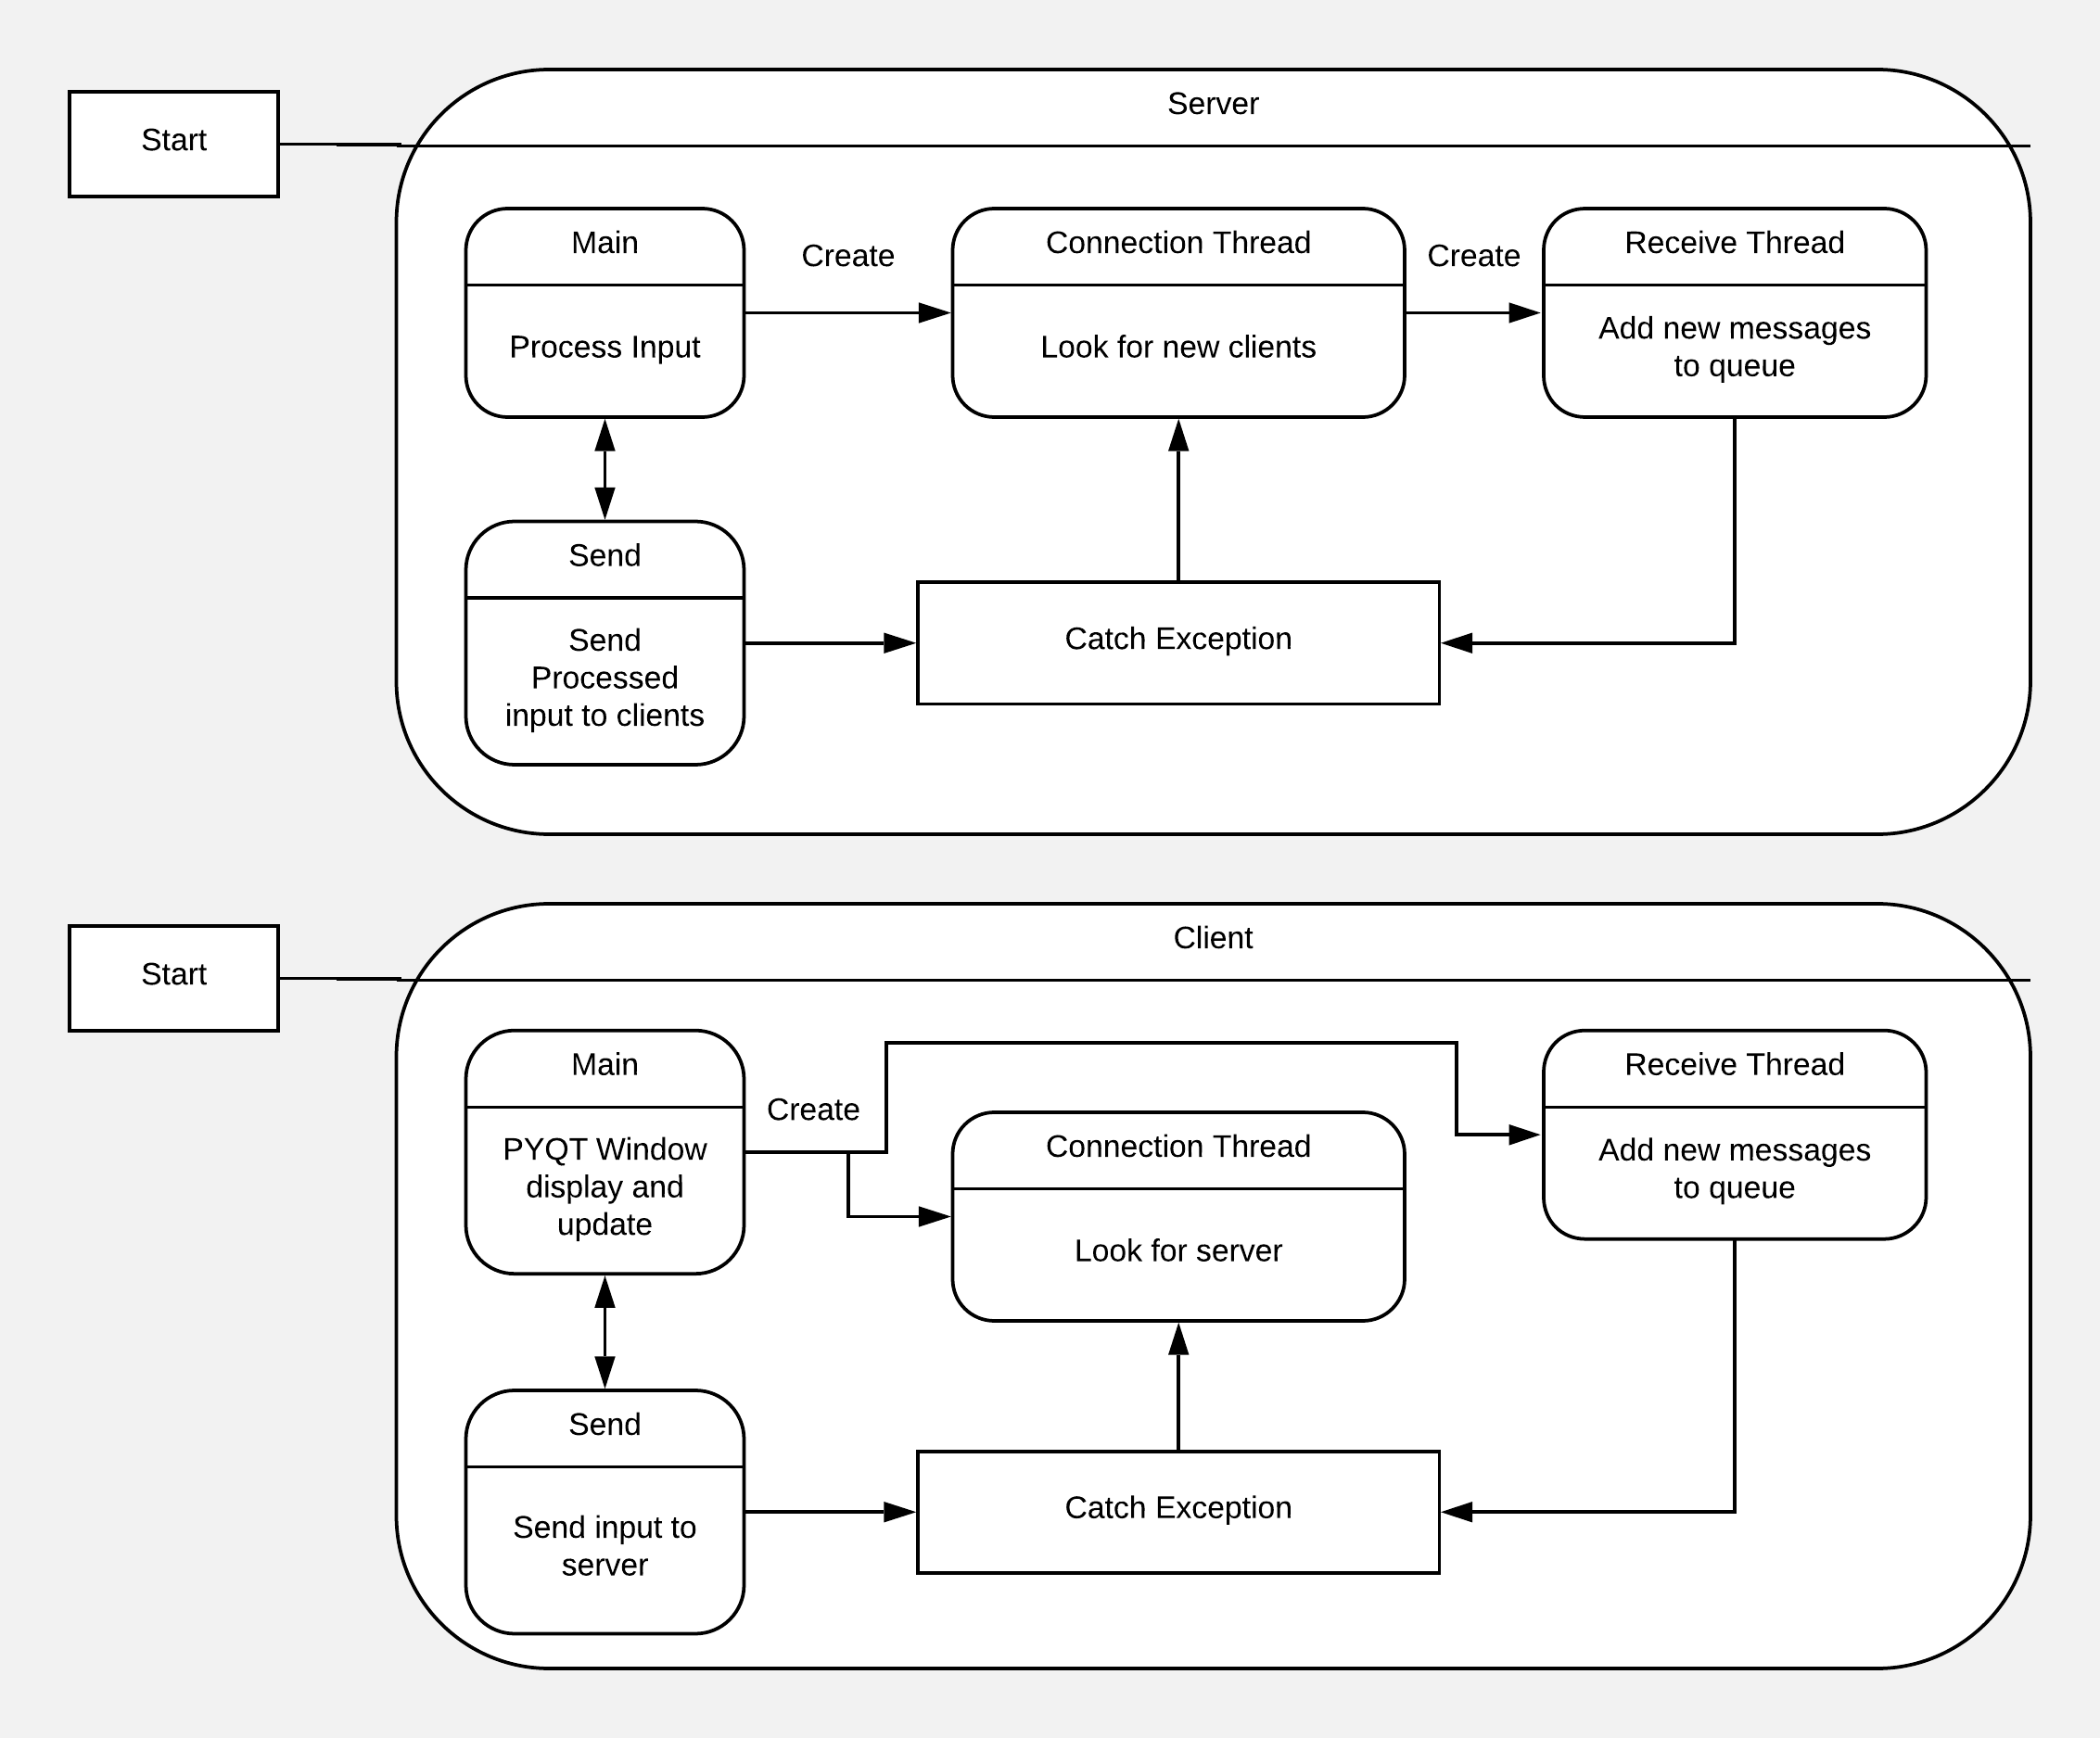 Server
Start
Main
Create
Connection Thread
Create
Receive Thread
Process Input
Look for new clients
Add new messages
to queue
Send
Send
Processed
input to clients
Catch Exception
Client
Start
Main
Create
Receive Thread
PYQT Window
display and
update
Connection Thread
Look for server
Add new messages
to queue
Send
Send input to
server
Catch Exception